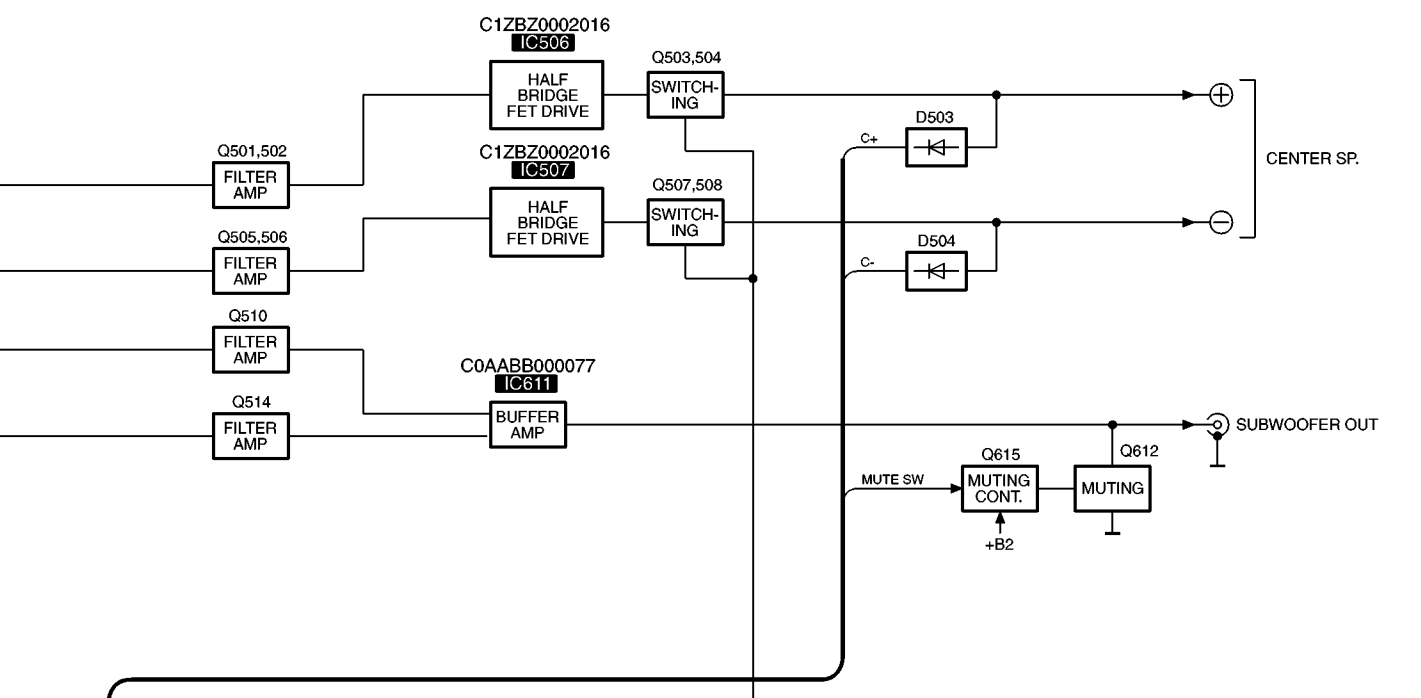 C1ZBZ0002016
IC506
HALF
BRIDGE
FET DRIVE
Q503,504
SWITCH-
ING
D503
C+
+
CENTER SP.
Q501,502
FILTER
AMP
C1ZBZ0002016
IC507
HALF
BRIDGE
FET DRIVE
Q507,508
SWITCH-
ING
−
D504
C-
Q505,506
FILTER
AMP
Q510
FILTER
AMP
C0AABB000077
IC611
BUFFER
AMP
Q514
FILTER
AMP
SUBWOOFER OUT
MUTE SW
Q615
MUTING
CONT.
+B2
Q612
MUTING